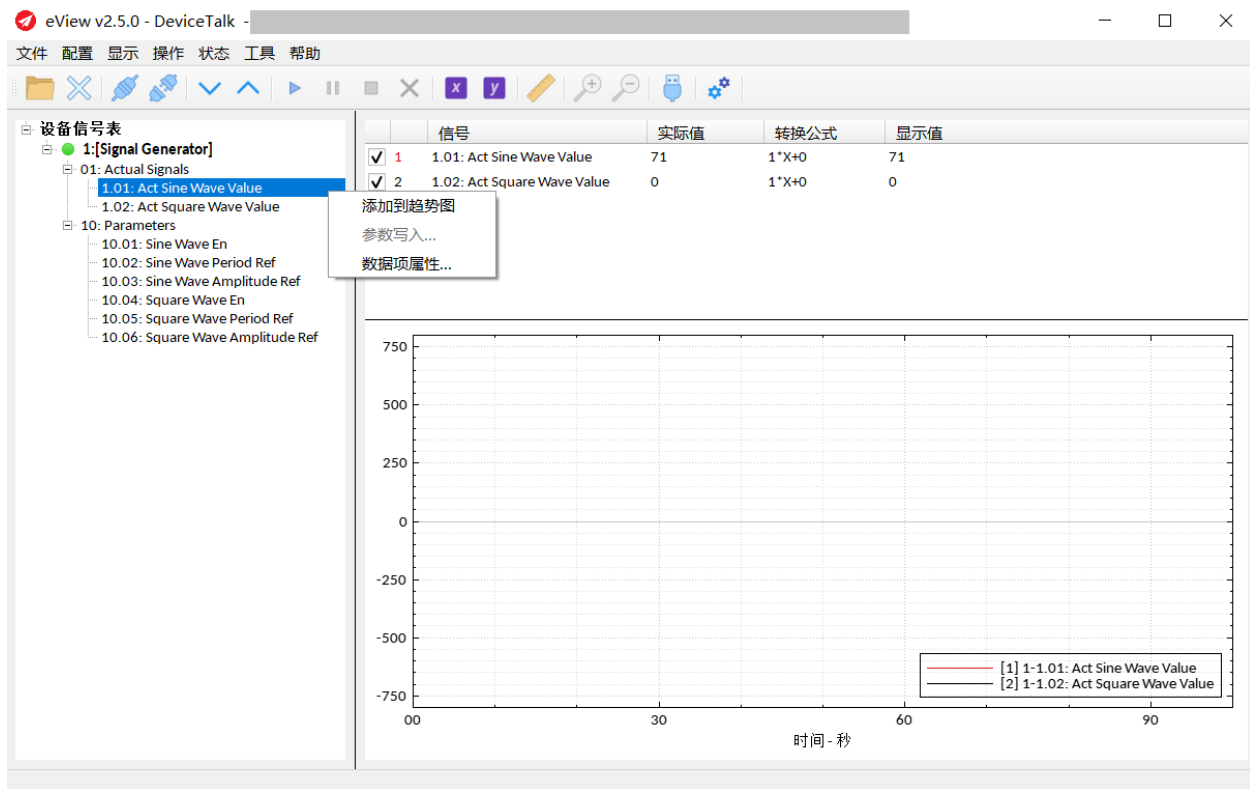 eView v2.5.0 - DeviceTalk -
文件 配置 显示 操作 状态 工具 帮助
x y
设备信号表
1:[Signal Generator]
01: Actual Signals
1.01: Act Sine Wave Value
1.02: Act Square Wave Value
10: Parameters
10.01: Sine Wave En
10.02: Sine Wave Period Ref
10.03: Sine Wave Amplitude Ref
10.04: Square Wave En
10.05: Square Wave Period Ref
10.06: Square Wave Amplitude Ref
添加到趋势图
参数写入...
数据项属性...
信号 实际值 转换公式 显示值
1 1.01: Act Sine Wave Value 71 1*X+0 71
2 1.02: Act Square Wave Value 0 1*X+0 0
750
500
250
0
-250
-500
-750
[1] 1-1.01: Act Sine Wave Value
[2] 1-1.02: Act Square Wave Value
00 30 60 90
时间 - 秒